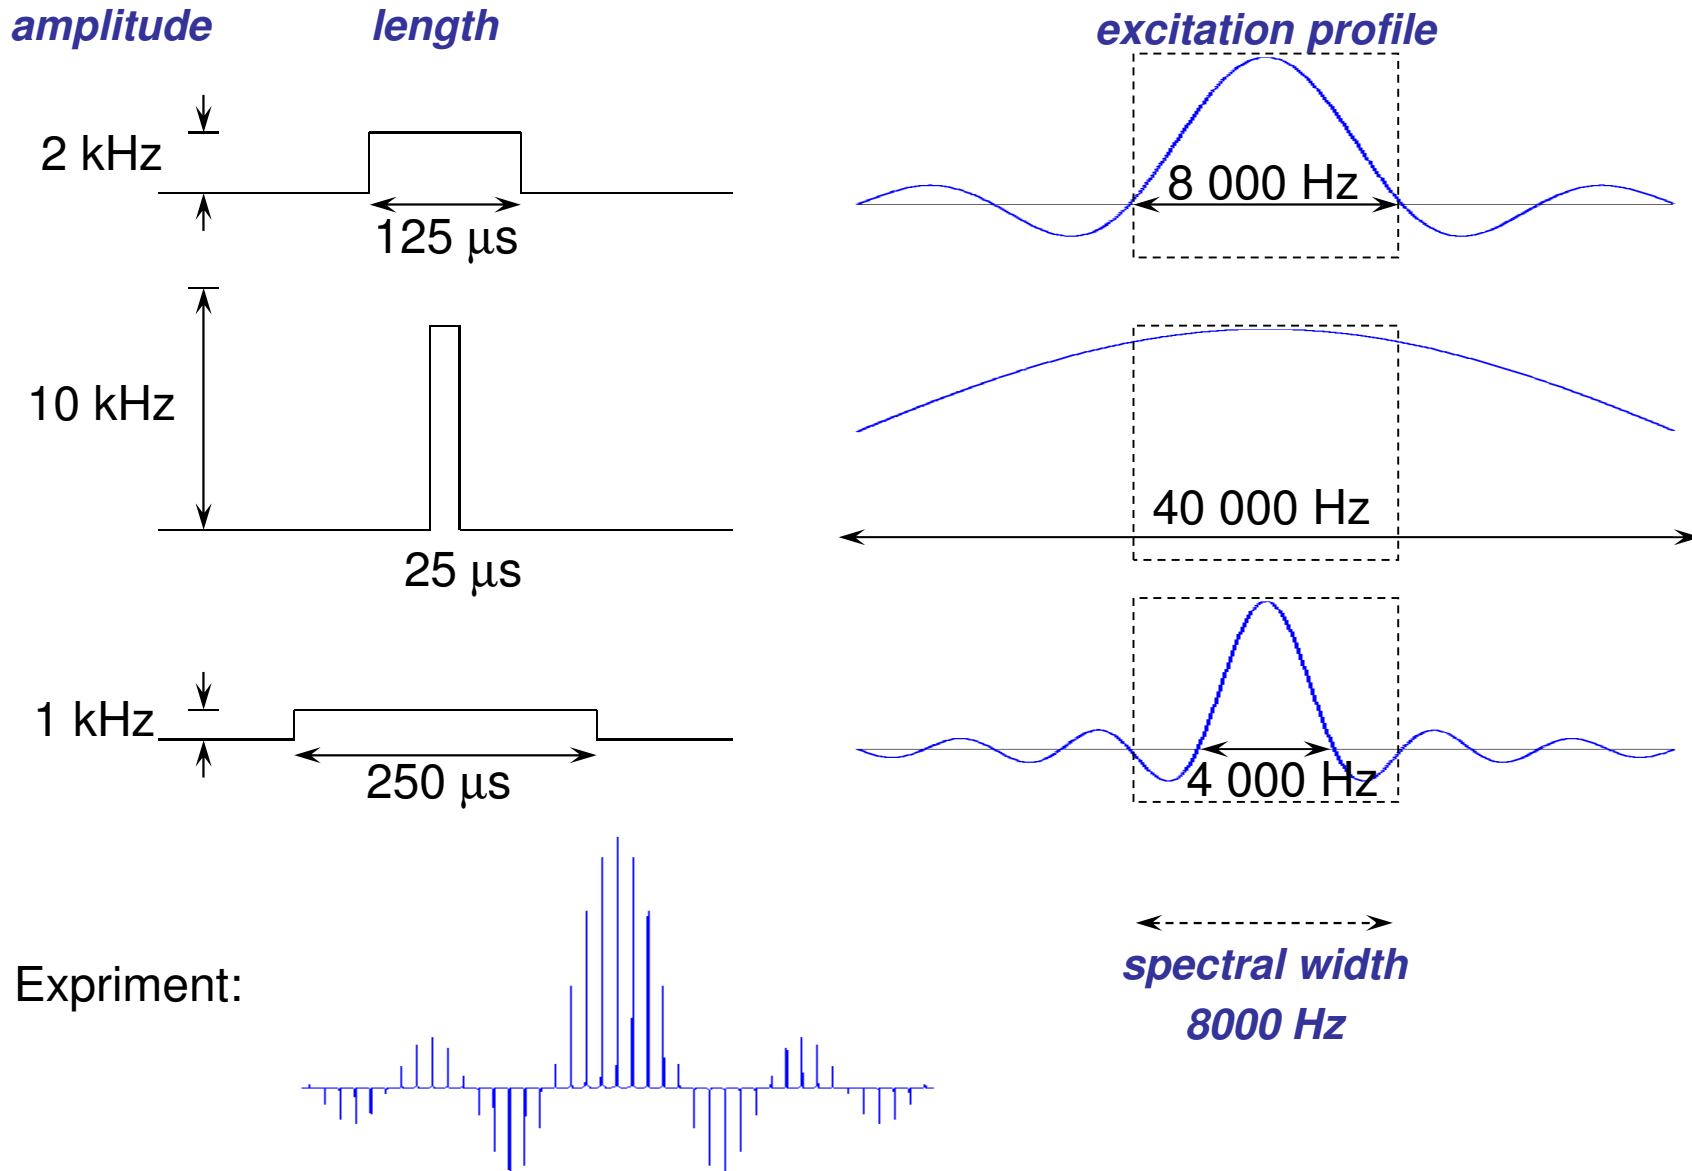 amplitude length excitation profile
2 kHz
8 000 Hz
125 μs
10 kHz
40 000 Hz
25 μs
1 kHz
250 μs
4 000 Hz
Expriment:
spectral width
8000 Hz